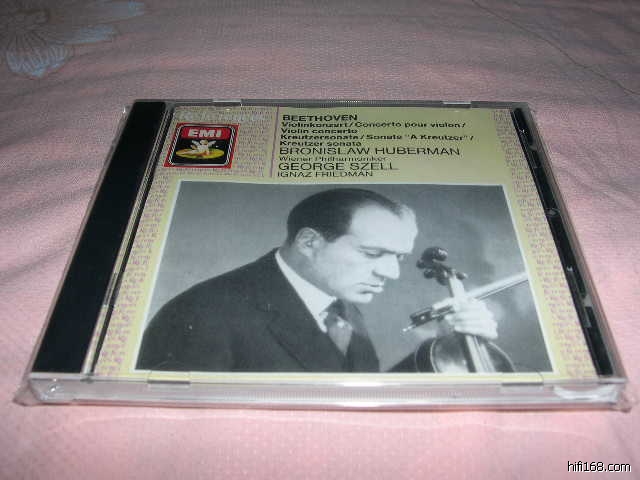 EMI
BEETHOVEN
Violinkonzert / Concerto pour violon /
Violin concerto
Kreutzersonate / Sonate "A Kreutzer" /
Kreutzer sonata
BRONISLAW HUBERMAN
Wiener Philharmoniker
GEORGE SZELL
IGNAZ FRIEDMAN
hifi168.com